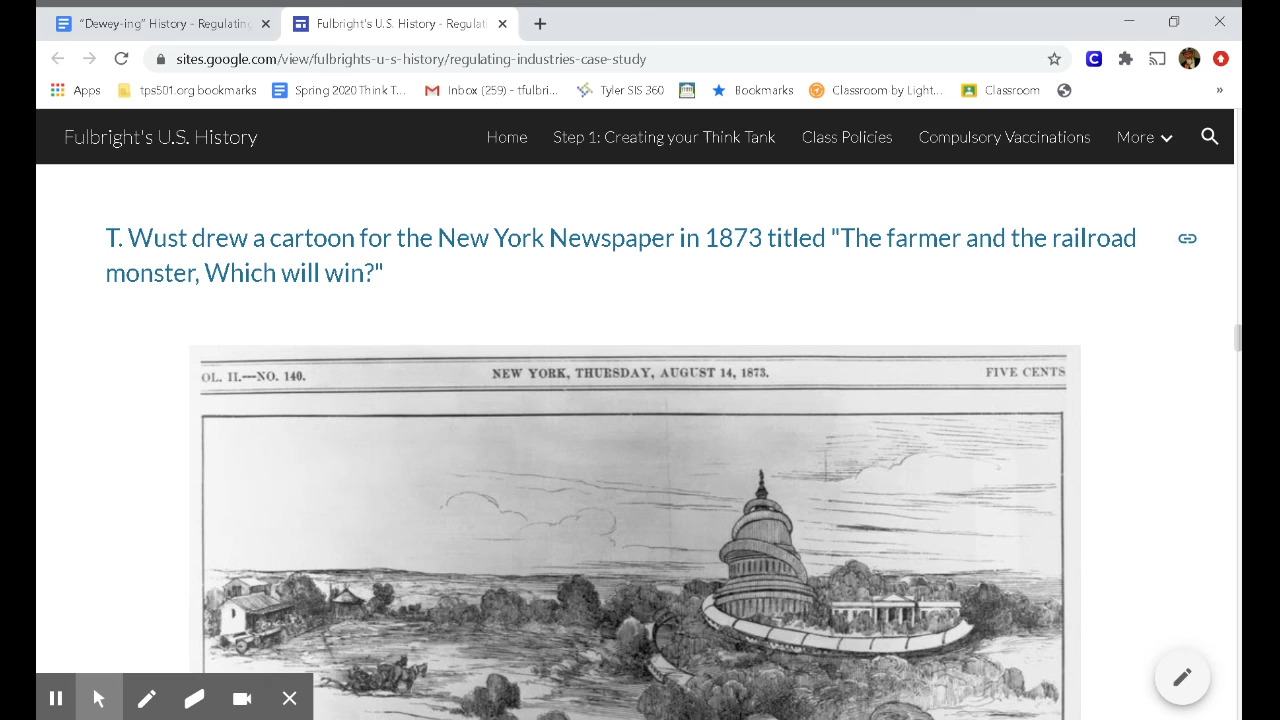 "Dewey-ing" History - Regulating
Fulbright's U.S. History - Regulat
sites.google.com/view/fulbrights-u-s-history/regulating-industries-case-study
Apps tps501.org bookmarks Spring 2020 Think T... Inbox (259) - tfulbri... Tyler SIS 360 Bookmarks Classroom by Light... Classroom »
Fulbright's U.S. History Home Step 1: Creating your Think Tank Class Policies Compulsory Vaccinations More
T. Wust drew a cartoon for the New York Newspaper in 1873 titled "The farmer and the railroad
monster, Which will win?"
OL. II.—NO. 140. NEW YORK, THURSDAY, AUGUST 14, 1873. FIVE CENTS